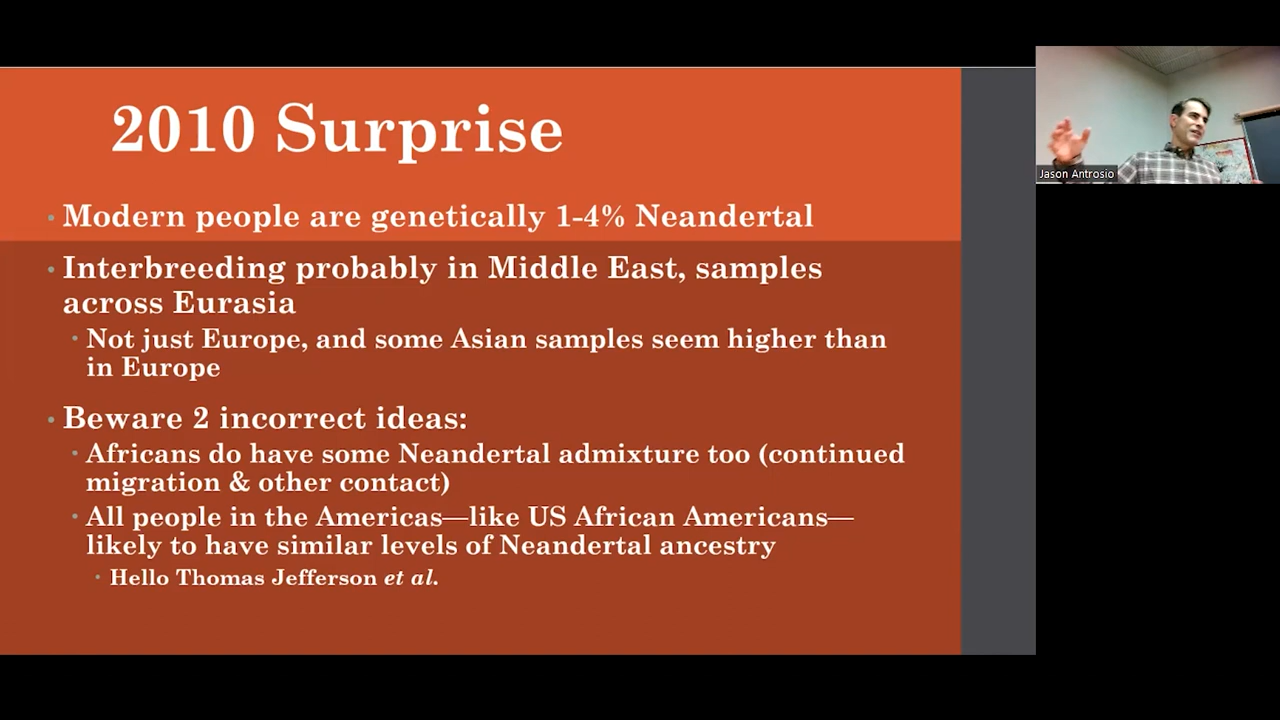 2010 Surprise
• Modern people are genetically 1-4% Neandertal
• Interbreeding probably in Middle East, samples
across Eurasia
• Not just Europe, and some Asian samples seem higher than
in Europe
• Beware 2 incorrect ideas:
• Africans do have some Neandertal admixture too (continued
migration & other contact)
• All people in the Americas—like US African Americans—
likely to have similar levels of Neandertal ancestry
• Hello Thomas Jefferson et al.
Jason Antrosio